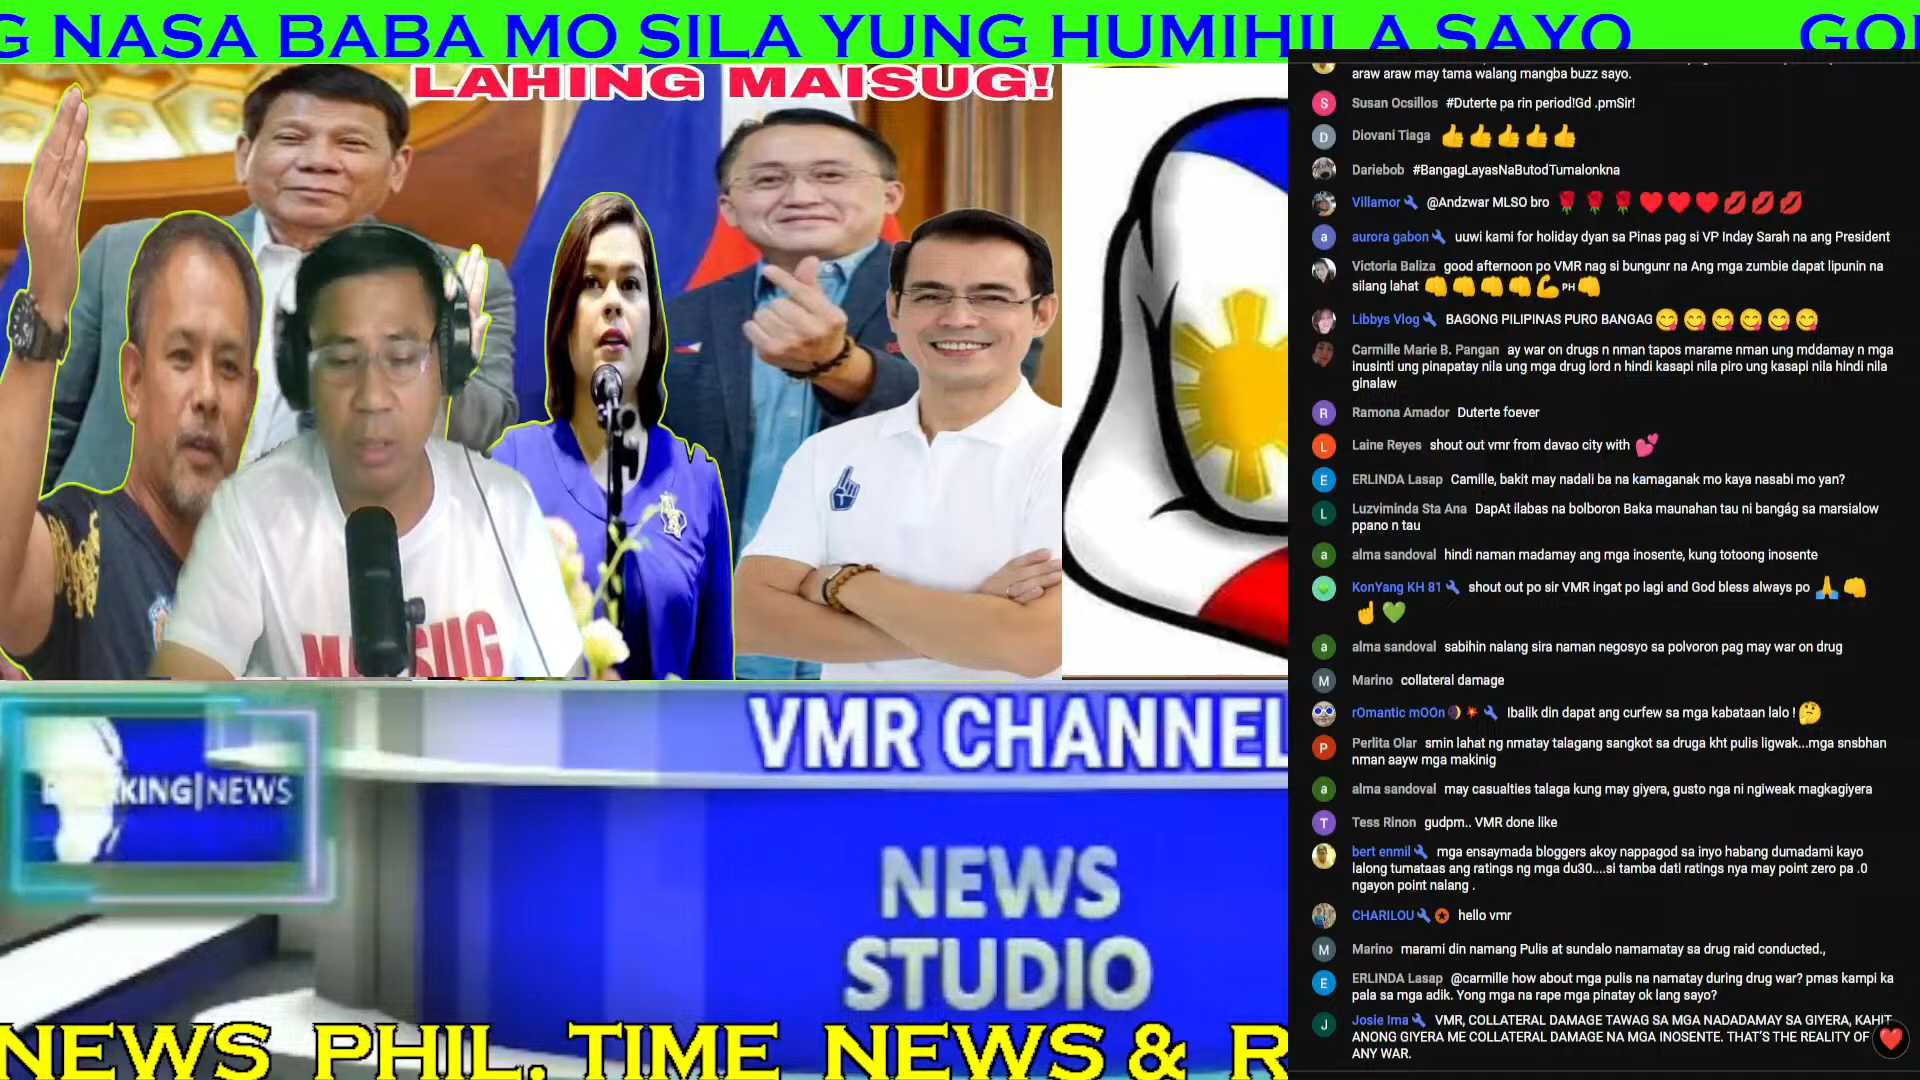 G NASA BABA MO SILA YUNG HUMIHILA SAYO
LAHING MAISUG!
MAISUG
VMR CHANNEL
KING|NEWS
NEWS
STUDIO
NEWS PHIL. TIME NEWS & R
araw araw may tama walang mangba buzz sayo.
Susan Ocsillos #Duterte pa rin period!Gd .pmSir!
Diovani Tiaga 👍👍👍👍👍
Dariebob #BangagLayasNaButodTumalonkna
Villamor @Andzwar MLSO bro 🌹🌹🌹❤️❤️❤️💋💋💋
aurora gabon uuwi kami for holiday dyan sa Pinas pag si VP Inday Sarah na ang President
Victoria Baliza good afternoon po VMR nag si bungunr na Ang mga zumbie dapat lipunin na
silang lahat 👊👊👊👊💪PH👊
Libbys Vlog BAGONG PILIPINAS PURO BANGAG 😋😋😋😋😋😋
Carmille Marie B. Pangan ay war on drugs n nman tapos marame nman ung mddamay n mga
inusinti ung pinapatay nila ung mga drug lord n hindi kasapi nila piro ung kasapi nila hindi nila
ginalaw
R Ramona Amador Duterte foever
L Laine Reyes shout out vmr from davao city with 💕
E ERLINDA Lasap Camille, bakit may nadali ba na kamaganak mo kaya nasabi mo yan?
L Luzviminda Sta Ana DapAt ilabas na bolboron Baka maunahan tau ni bangág sa marsialow
ppano n tau
a alma sandoval hindi naman madamay ang mga inosente, kung totoong inosente
KonYang KH 81 shout out po sir VMR ingat po lagi and God bless always po 🙏👊
☝️💚
a alma sandoval sabihin nalang sira naman negosyo sa polvoron pag may war on drug
M Marino collateral damage
rOmantic mOOn🌒💥 Ibalik din dapat ang curfew sa mga kabataan lalo ! 🤔
P Perlita Olar smin lahat ng nmatay talagang sangkot sa druga kht pulis ligwak...mga snsbhan
nman aayw mga makinig
a alma sandoval may casualties talaga kung may giyera, gusto nga ni ngiweak magkagiyera
T Tess Rinon gudpm.. VMR done like
bert enmil mga ensaymada bloggers akoy nappagod sa inyo habang dumadami kayo
lalong tumataas ang ratings ng mga du30....si tamba dati ratings nya may point zero pa .0
ngayon point nalang .
CHARILOU hello vmr
M Marino marami din namang Pulis at sundalo namamatay sa drug raid conducted.,
E ERLINDA Lasap @carmille how about mga pulis na namatay during drug war? pmas kampi ka
pala sa mga adik. Yong mga na rape mga pinatay ok lang sayo?
J Josie Ima VMR, COLLATERAL DAMAGE TAWAG SA MGA NADADAMAY SA GIYERA, KAHIT
ANONG GIYERA ME COLLATERAL DAMAGE NA MGA INOSENTE. THAT'S THE REALITY OF
ANY WAR.